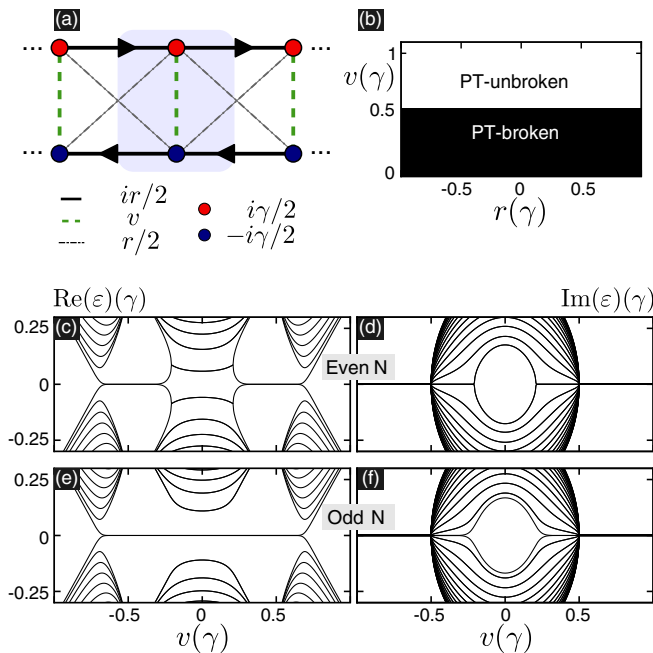 (a)
... ...
... ...
ir/2
v
r/2
iγ/2
−iγ/2
(b)
1
v(γ)
0.5
0
PT-unbroken
PT-broken
-0.5 0 0.5
r(γ)
Re(ε)(γ) Im(ε)(γ)
(c) (d)
0.25
0
-0.25
Even N
(e) (f)
0.25
0
-0.25
Odd N
-0.5 0 0.5 -0.5 0 0.5
v(γ) v(γ)